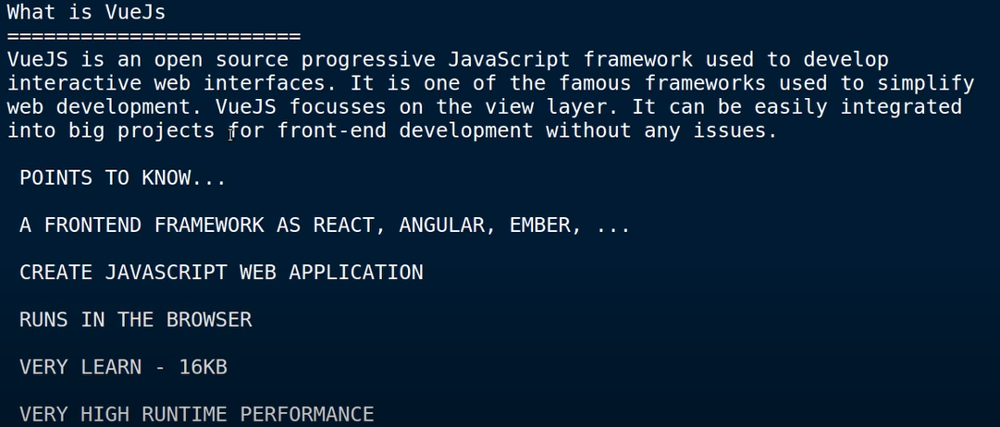 What is VueJs
========================
VueJS is an open source progressive JavaScript framework used to develop
interactive web interfaces. It is one of the famous frameworks used to simplify
web development. VueJS focusses on the view layer. It can be easily integrated
into big projects for front-end development without any issues.
POINTS TO KNOW...
A FRONTEND FRAMEWORK AS REACT, ANGULAR, EMBER, ...
CREATE JAVASCRIPT WEB APPLICATION
RUNS IN THE BROWSER
VERY LEARN - 16KB
VERY HIGH RUNTIME PERFORMANCE